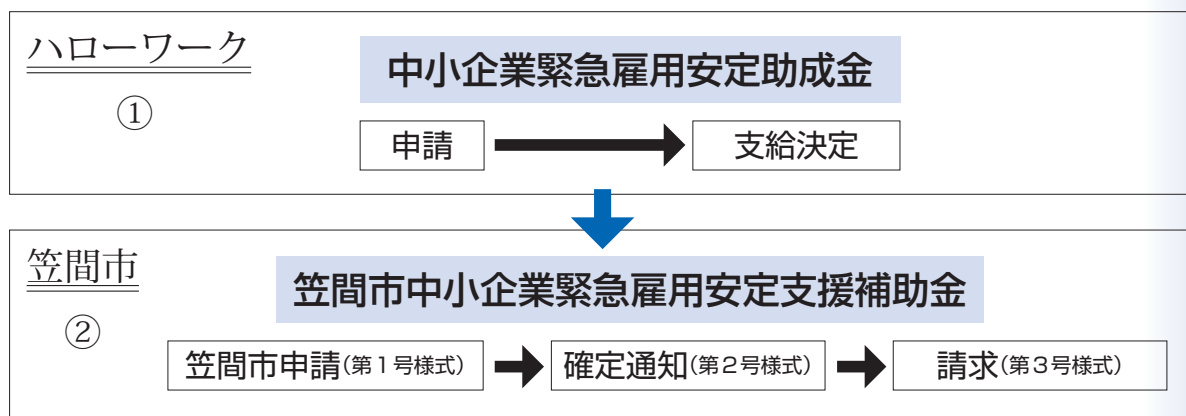 ハローワーク
①
中小企業緊急雇用安定助成金
申請
支給決定
笠間市
②
笠間市中小企業緊急雇用安定支援補助金
笠間市申請(第1号様式)
確定通知(第2号様式)
請求(第3号様式)